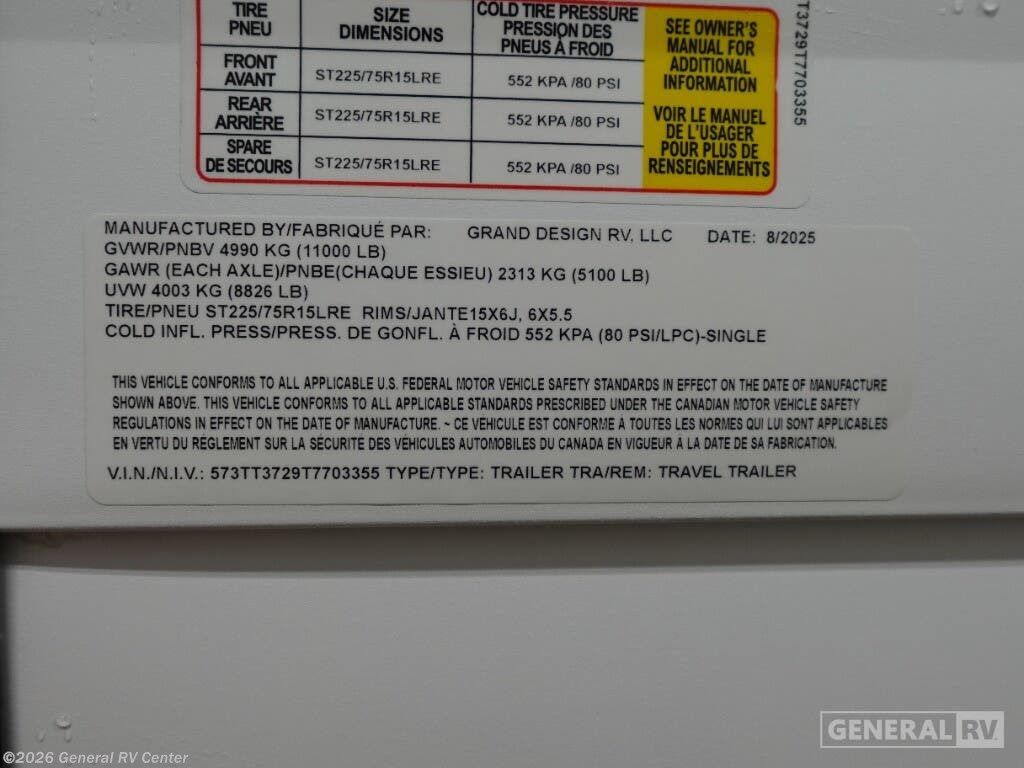 TIRE
PNEU
SIZE
DIMENSIONS
COLD TIRE PRESSURE
PRESSION DES
PNEUS À FROID
SEE OWNER'S
MANUAL FOR
ADDITIONAL
INFORMATION
FRONT
AVANT
ST225/75R15LRE
552 KPA /80 PSI
REAR
ARRIÈRE
ST225/75R15LRE
552 KPA /80 PSI
VOIR LE MANUEL
DE L'USAGER
POUR PLUS DE
RENSEIGNEMENTS
SPARE
DE SECOURS
ST225/75R15LRE
552 KPA /80 PSI
T3729T7703355
MANUFACTURED BY/FABRIQUÉ PAR: GRAND DESIGN RV, LLC DATE: 8/2025
GVWR/PNBV 4990 KG (11000 LB)
GAWR (EACH AXLE)/PNBE(CHAQUE ESSIEU) 2313 KG (5100 LB)
UVW 4003 KG (8826 LB)
TIRE/PNEU ST225/75R15LRE RIMS/JANTE15X6J, 6X5.5
COLD INFL. PRESS/PRESS. DE GONFL. À FROID 552 KPA (80 PSI/LPC)-SINGLE
THIS VEHICLE CONFORMS TO ALL APPLICABLE U.S. FEDERAL MOTOR VEHICLE SAFETY STANDARDS IN EFFECT ON THE DATE OF MANUFACTURE
SHOWN ABOVE. THIS VEHICLE CONFORMS TO ALL APPLICABLE STANDARDS PRESCRIBED UNDER THE CANADIAN MOTOR VEHICLE SAFETY
REGULATIONS IN EFFECT ON THE DATE OF MANUFACTURE. ~ CE VÉHICULE EST CONFORME À TOUTES LES NORMES QUI LUI SONT APPLICABLES
EN VERTU DU RÈGLEMENT SUR LA SÉCURITÉ DES VÉHICULES AUTOMOBILES DU CANADA EN VIGUEUR À LA DATE DE SA FABRICATION.
V.I.N./N.I.V.: 573TT3729T7703355 TYPE/TYPE: TRAILER TRA/REM: TRAVEL TRAILER
GENERAL RV
©2026 General RV Center